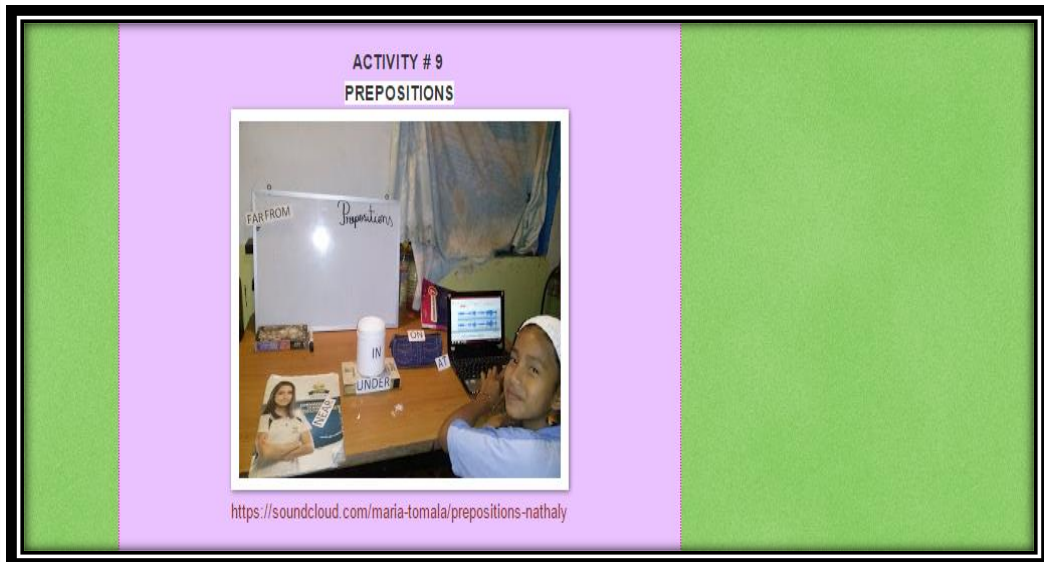 ACTIVITY # 9
PREPOSITIONS
FAR FROM
Prepositions
ON
IN
AT
UNDER
NEAR
https://soundcloud.com/maria-tomala/prepositions-nathaly